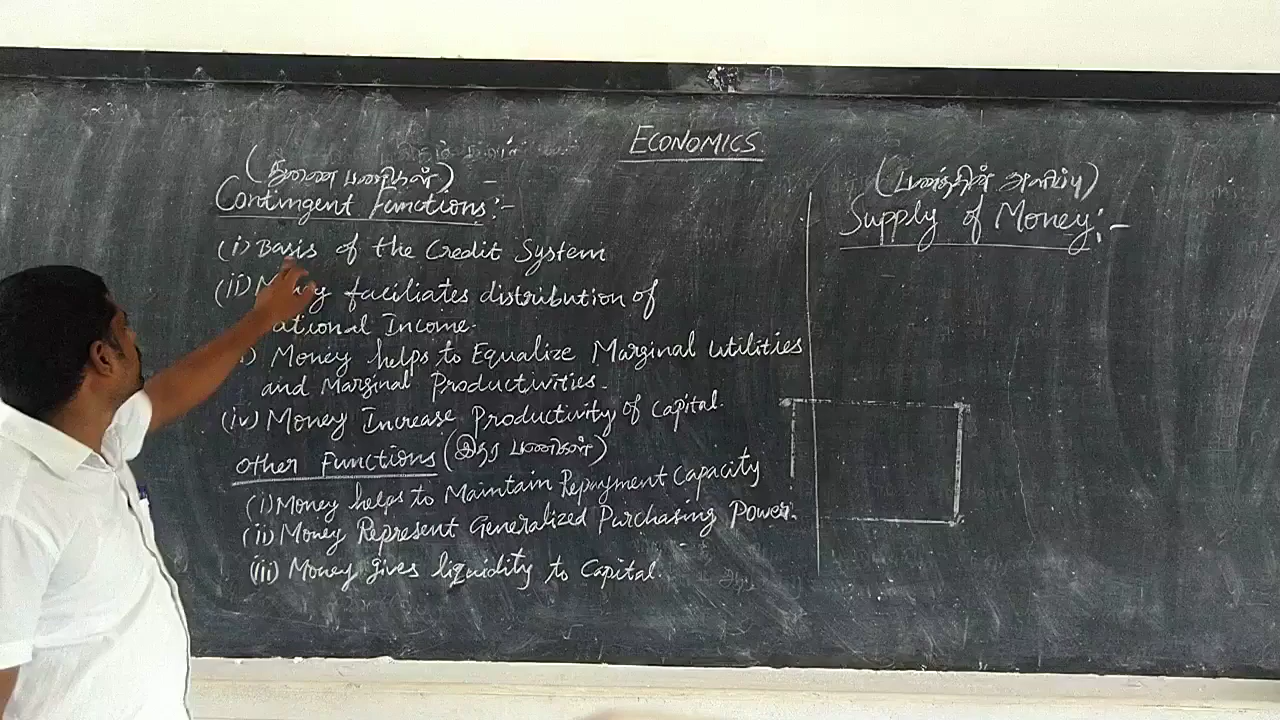 ECONOMICS
(துணை பணிகள்) -
Contingent Functions:-
(i) Basis of the Credit System
(ii) Money faciliates distribution of
ational Income.
i) Money helps to Equalize Marginal utilities
and Marginal Productivities.
(iv) Money Increase Productivity of Capital.
Other Functions (இதர பணிகள்)
(i) Money helps to Maintain Repayment Capacity
(ii) Money Represent Generalized Purchasing Power.
(iii) Money gives liquidity to Capital.
(பணத்தின் அளிப்பு)
Supply of Money:-